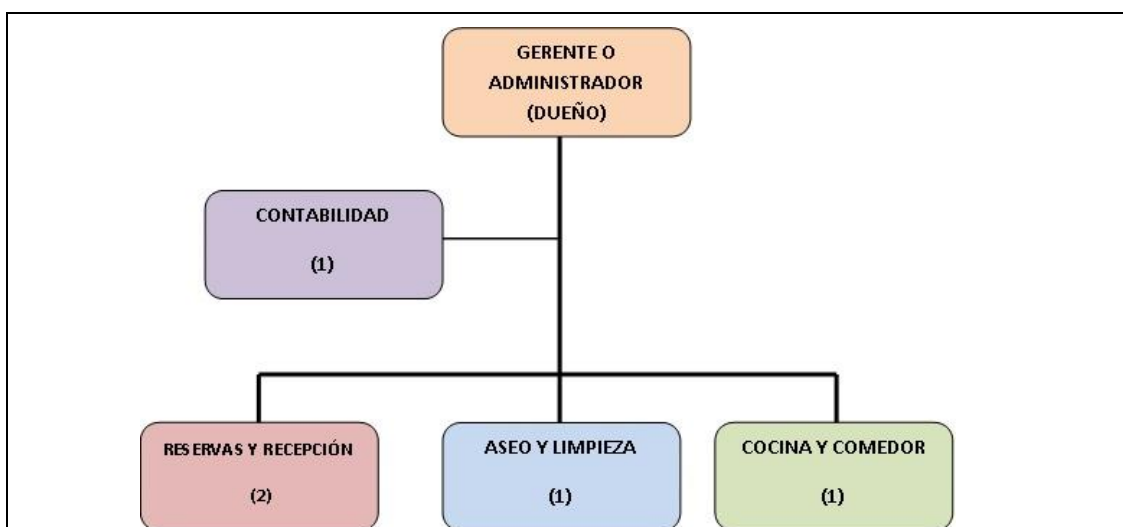 GERENTE O
ADMINISTRADOR
(DUEÑO)
CONTABILIDAD
(1)
RESERVAS Y RECEPCIÓN
(2)
ASEO Y LIMPIEZA
(1)
COCINA Y COMEDOR
(1)